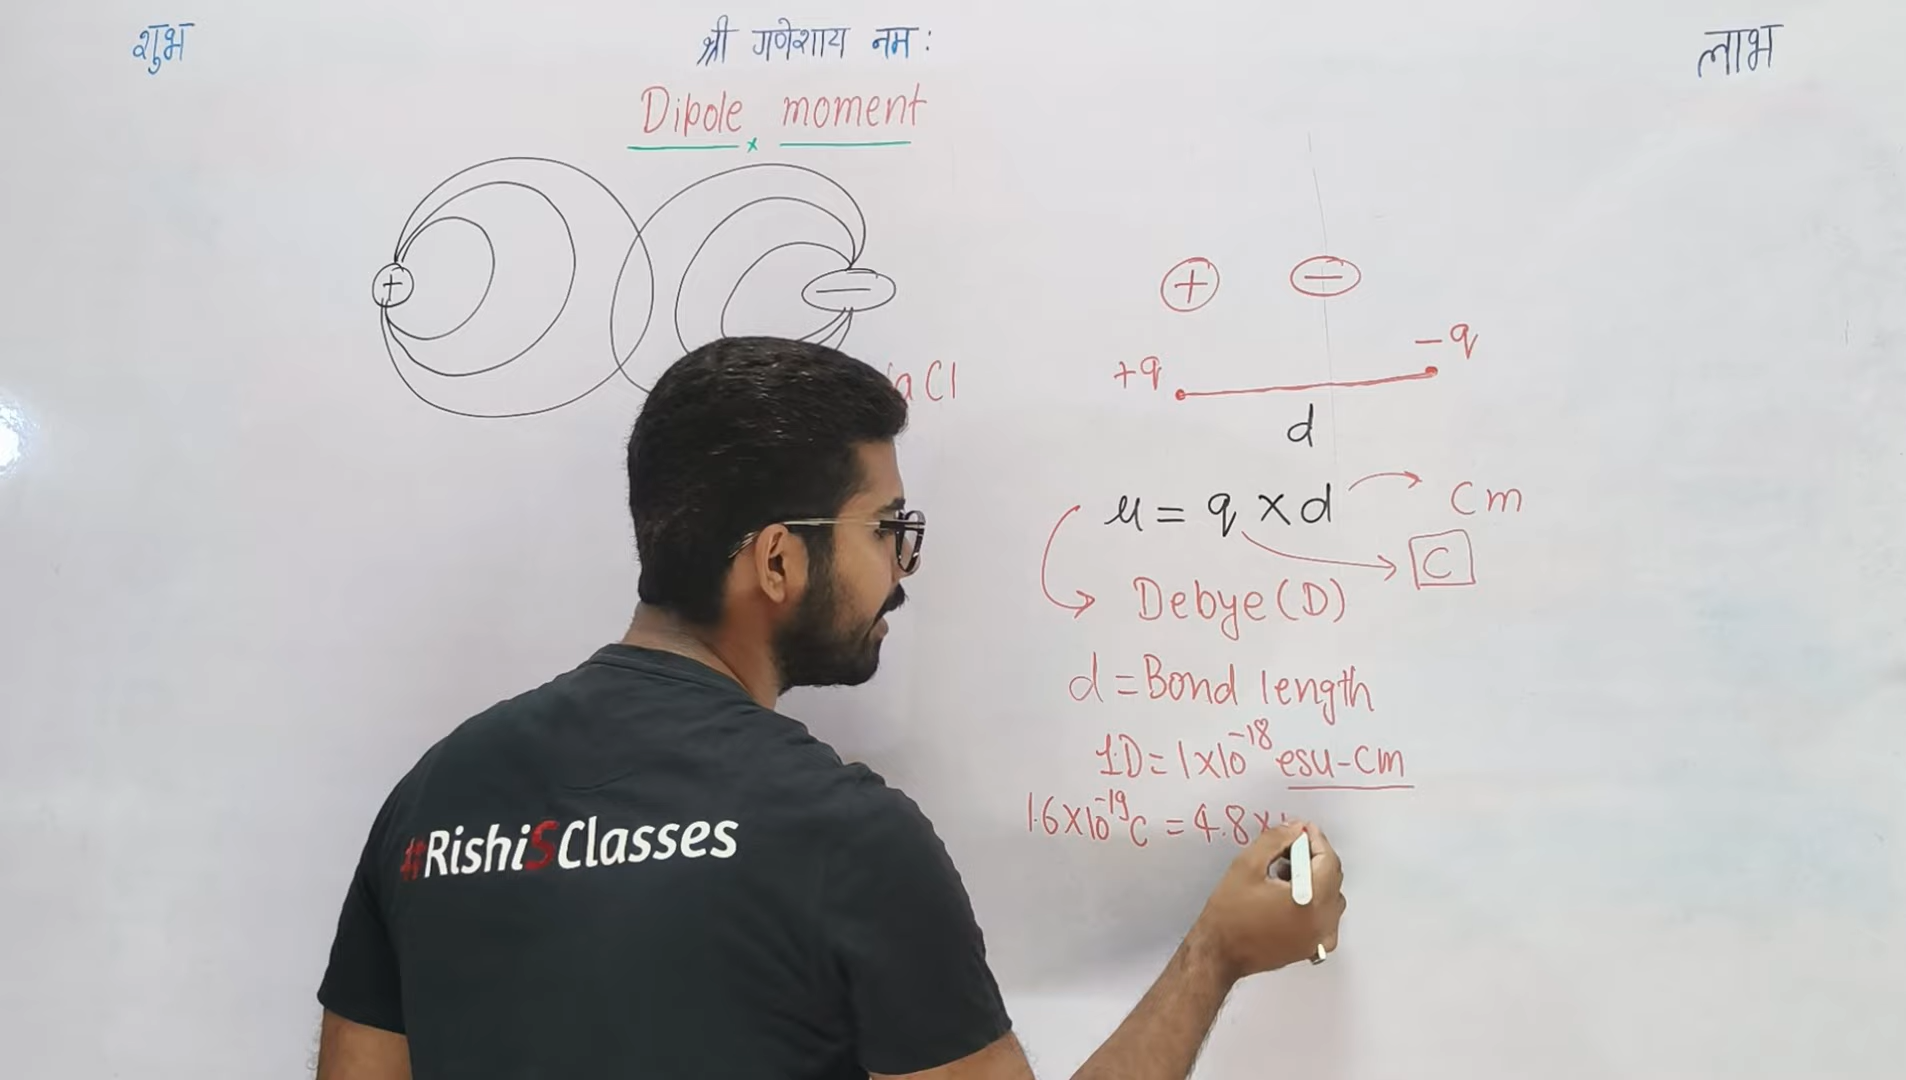 शुभ
श्री गणेशाय नम:
लाभ
Dipole moment
+
−
+
−
+q
−q
aCl
d
μ = q × d
Cm
C
Debye (D)
d = Bond length
1D = 1×10⁻¹⁸ esu-cm
1.6×10⁻¹⁹C = 4.8×
#RishiSClasses